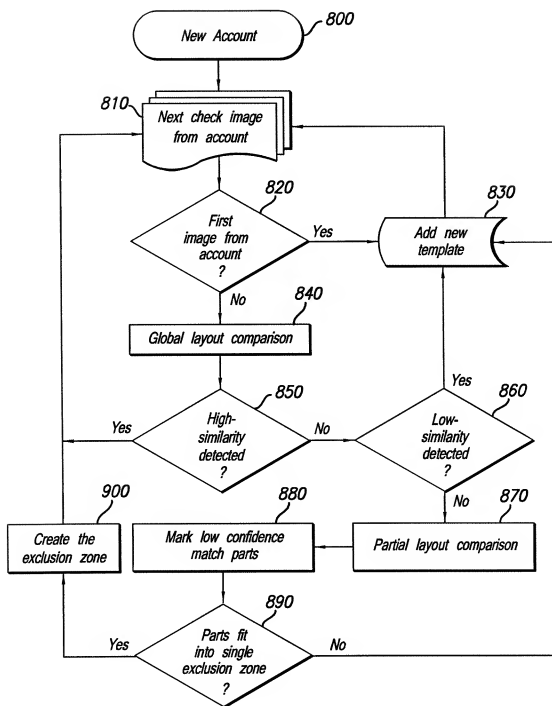 800
New Account
810
Next check image
from account
820
First
image from
account
?
Yes
830
Add new
template
No
840
Global layout comparison
850
High-
similarity
detected
?
Yes
No
860
Low-
similarity
detected
?
Yes
No
870
Partial layout comparison
880
Mark low confidence
match parts
900
Create the
exclusion zone
890
Parts fit
into single
exclusion zone
?
Yes
No